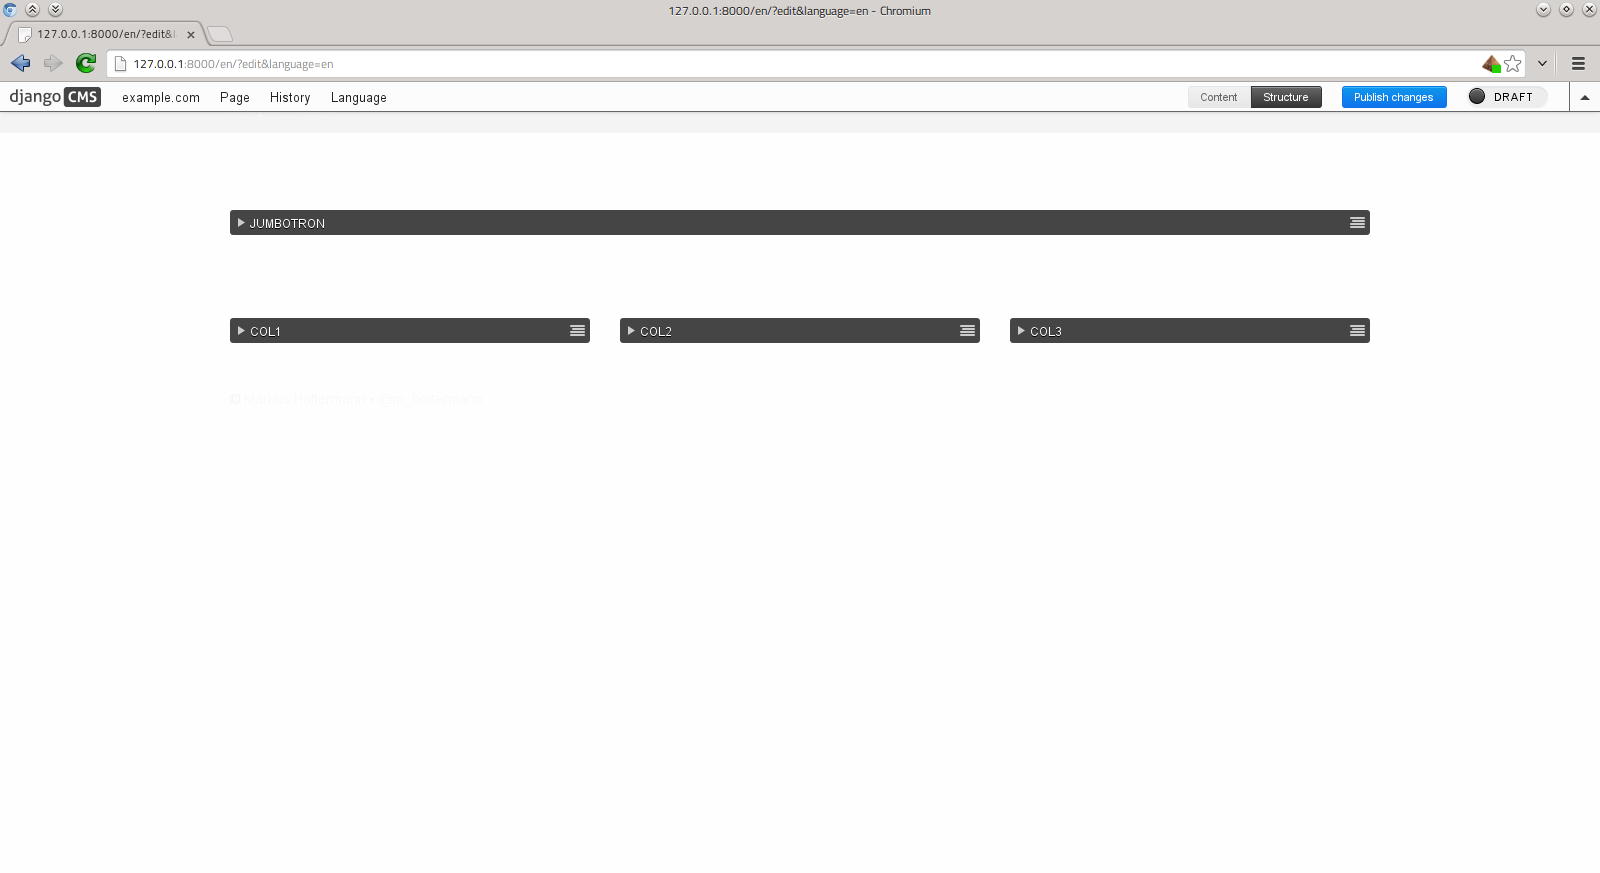 127.0.0.1:8000/en/?edit&language=en - Chromium
127.0.0.1:8000/en/?edit&l
127.0.0.1:8000/en/?edit&language=en
django CMS example.com Page History Language Content Structure Publish changes DRAFT
JUMBOTRON
COL1 COL2 COL3